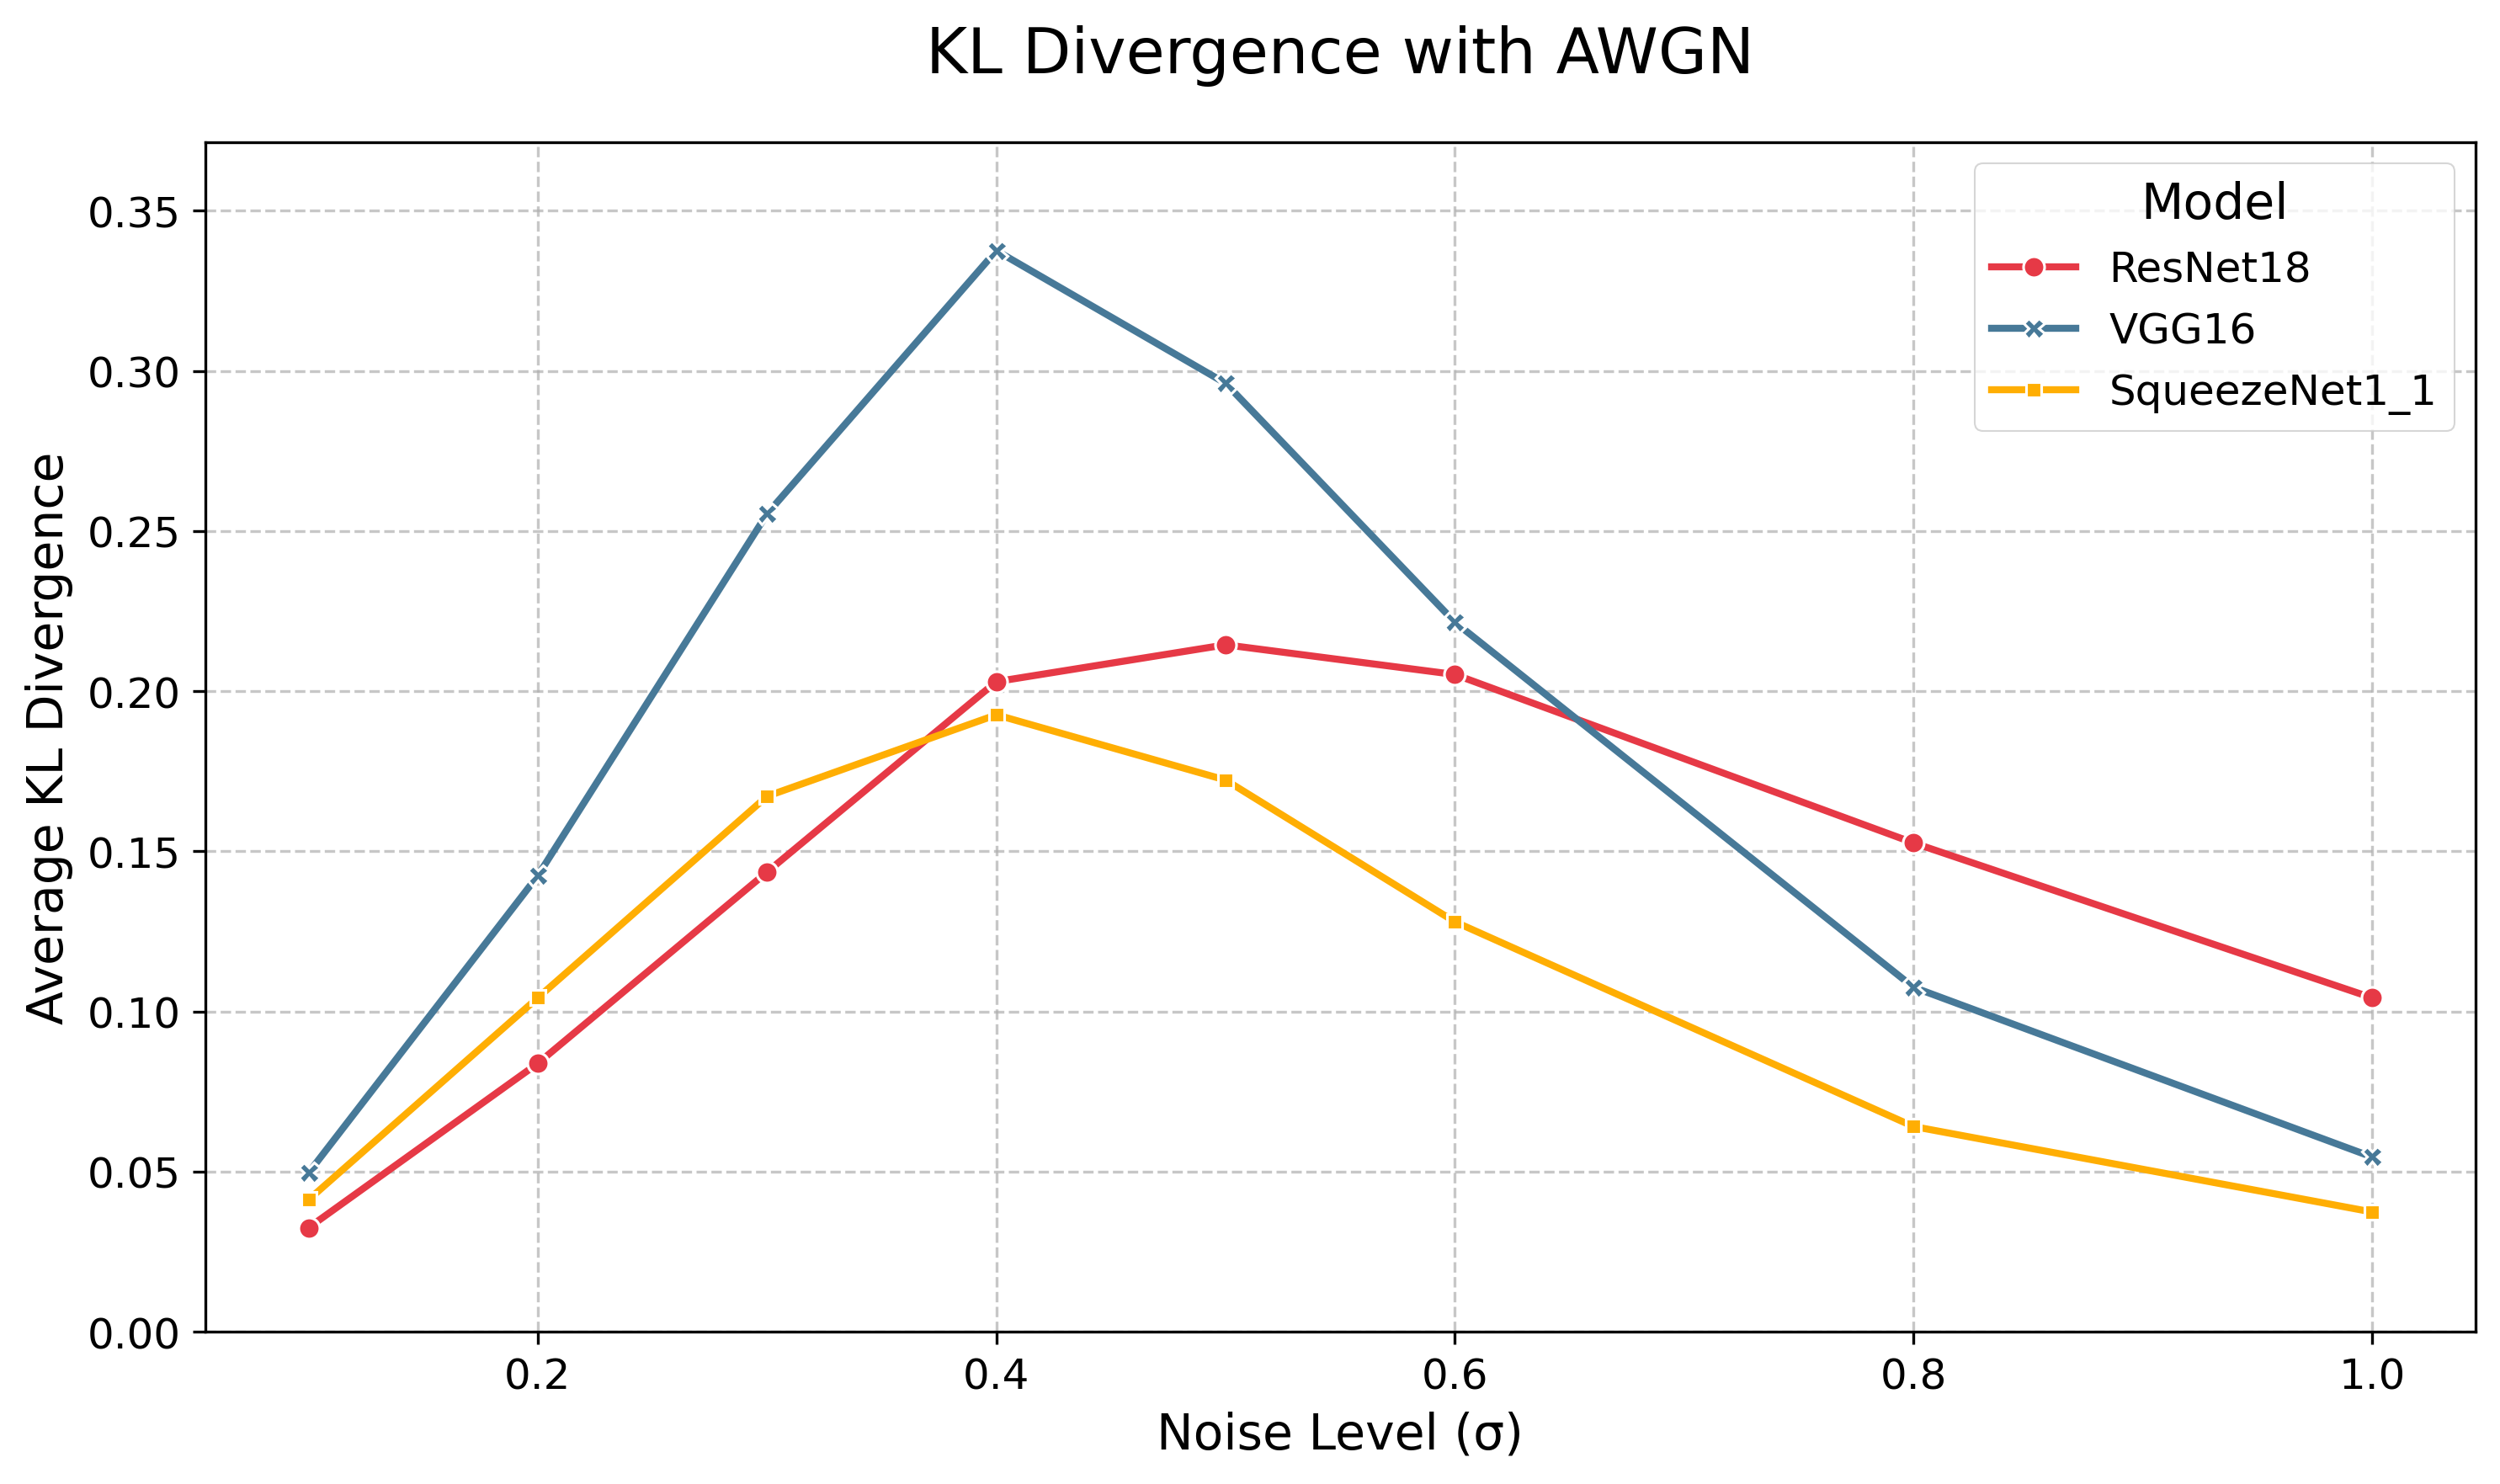 KL Divergence with AWGN
Model
ResNet18
VGG16
SqueezeNet1_1
Average KL Divergence
0.35
0.30
0.25
0.20
0.15
0.10
0.05
0.00
0.2 0.4 0.6 0.8 1.0
Noise Level (σ)